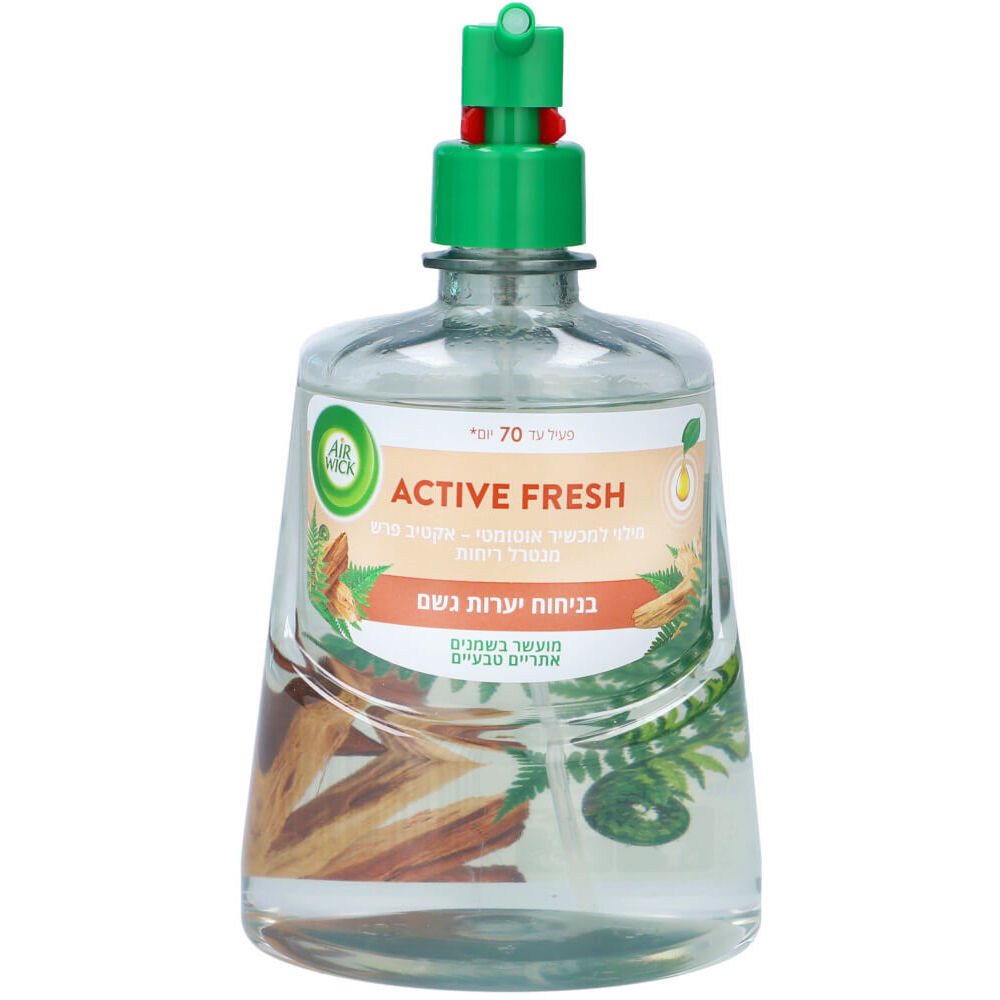 פעיל עד 70 יום*
AIR
WICK
ACTIVE FRESH
מילוי למכשיר אוטומטי – אקטיב פרש
מנטרל ריחות
בניחוח יערות גשם
מועשר בשמנים
אתריים טבעיים